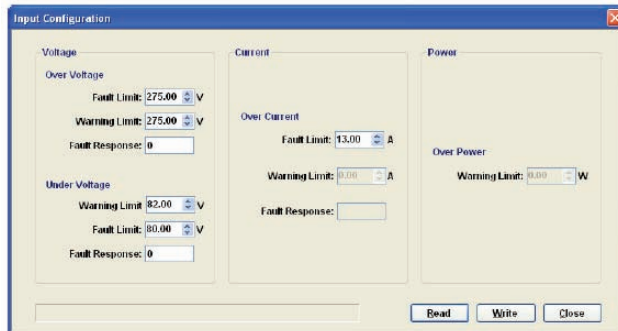 Input Configuration
Voltage
Over Voltage
Fault Limit: 275.00 V
Warning Limit: 275.00 V
Fault Response: 0
Under Voltage
Warning Limit 82.00 V
Fault Limit: 80.00 V
Fault Response: 0
Current
Over Current
Fault Limit: 13.00 A
Warning Limit: 0.00 A
Fault Response:
Power
Over Power
Warning Limit: 0.00 W
Read Write Close